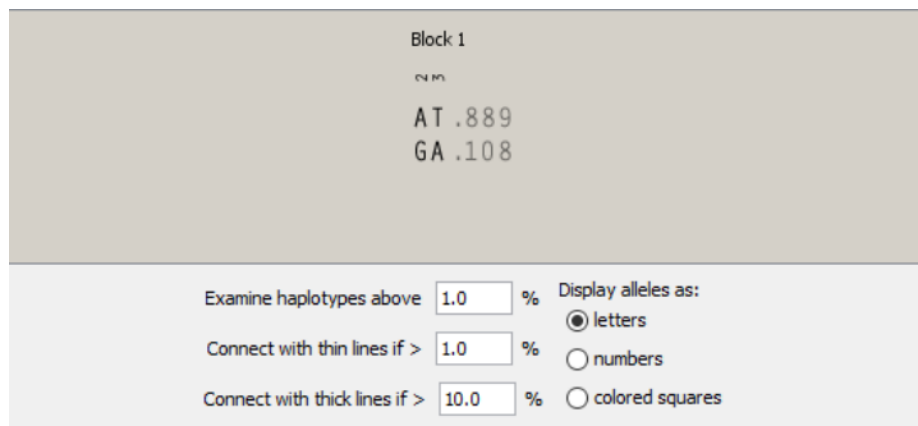 Block 1
2 3
AT .889
GA .108
Examine haplotypes above 1.0 % Display alleles as:
letters
Connect with thin lines if > 1.0 % numbers
Connect with thick lines if > 10.0 % colored squares